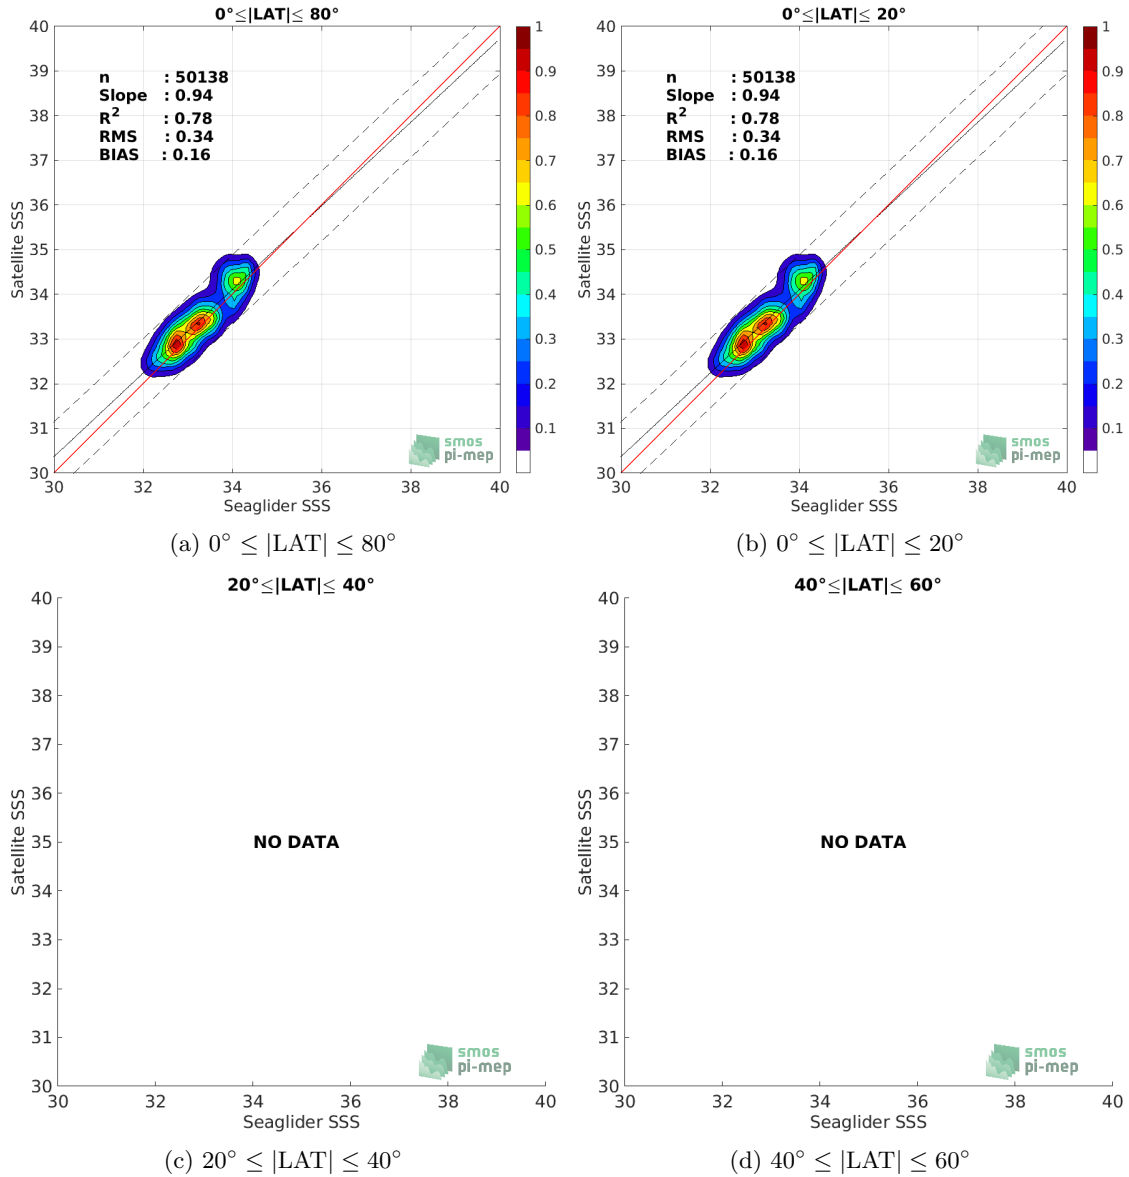 0°≤|LAT|≤ 80°
n : 50138
Slope : 0.94
R² : 0.78
RMS : 0.34
BIAS : 0.16
40
39
38
37
36
35
34
33
32
31
30
Satellite SSS
30 32 34 36 38 40
Seaglider SSS
1
0.9
0.8
0.7
0.6
0.5
0.4
0.3
0.2
0.1
smos
pi-mep
(a) 0° ≤ |LAT| ≤ 80°
0°≤|LAT|≤ 20°
n : 50138
Slope : 0.94
R² : 0.78
RMS : 0.34
BIAS : 0.16
40
39
38
37
36
35
34
33
32
31
30
Satellite SSS
30 32 34 36 38 40
Seaglider SSS
1
0.9
0.8
0.7
0.6
0.5
0.4
0.3
0.2
0.1
smos
pi-mep
(b) 0° ≤ |LAT| ≤ 20°
20°≤|LAT|≤ 40°
40
39
38
37
36
35
34
33
32
31
30
Satellite SSS
NO DATA
smos
pi-mep
30 32 34 36 38 40
Seaglider SSS
(c) 20° ≤ |LAT| ≤ 40°
40°≤|LAT|≤ 60°
40
39
38
37
36
35
34
33
32
31
30
Satellite SSS
NO DATA
smos
pi-mep
30 32 34 36 38 40
Seaglider SSS
(d) 40° ≤ |LAT| ≤ 60°